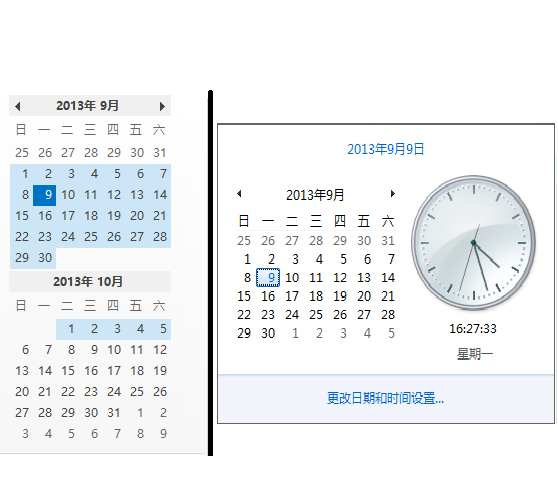 2013年 9月
日 一 二 三 四 五 六
25 26 27 28 29 30 31
1 2 3 4 5 6 7
8 9 10 11 12 13 14
15 16 17 18 19 20 21
22 23 24 25 26 27 28
29 30
2013年 10月
日 一 二 三 四 五 六
1 2 3 4 5
6 7 8 9 10 11 12
13 14 15 16 17 18 19
20 21 22 23 24 25 26
27 28 29 30 31 1 2
3 4 5 6 7 8 9
2013年9月9日
2013年9月
日 一 二 三 四 五 六
25 26 27 28 29 30 31
1 2 3 4 5 6 7
8 9 10 11 12 13 14
15 16 17 18 19 20 21
22 23 24 25 26 27 28
29 30 1 2 3 4 5
16:27:33
星期一
更改日期和时间设置...